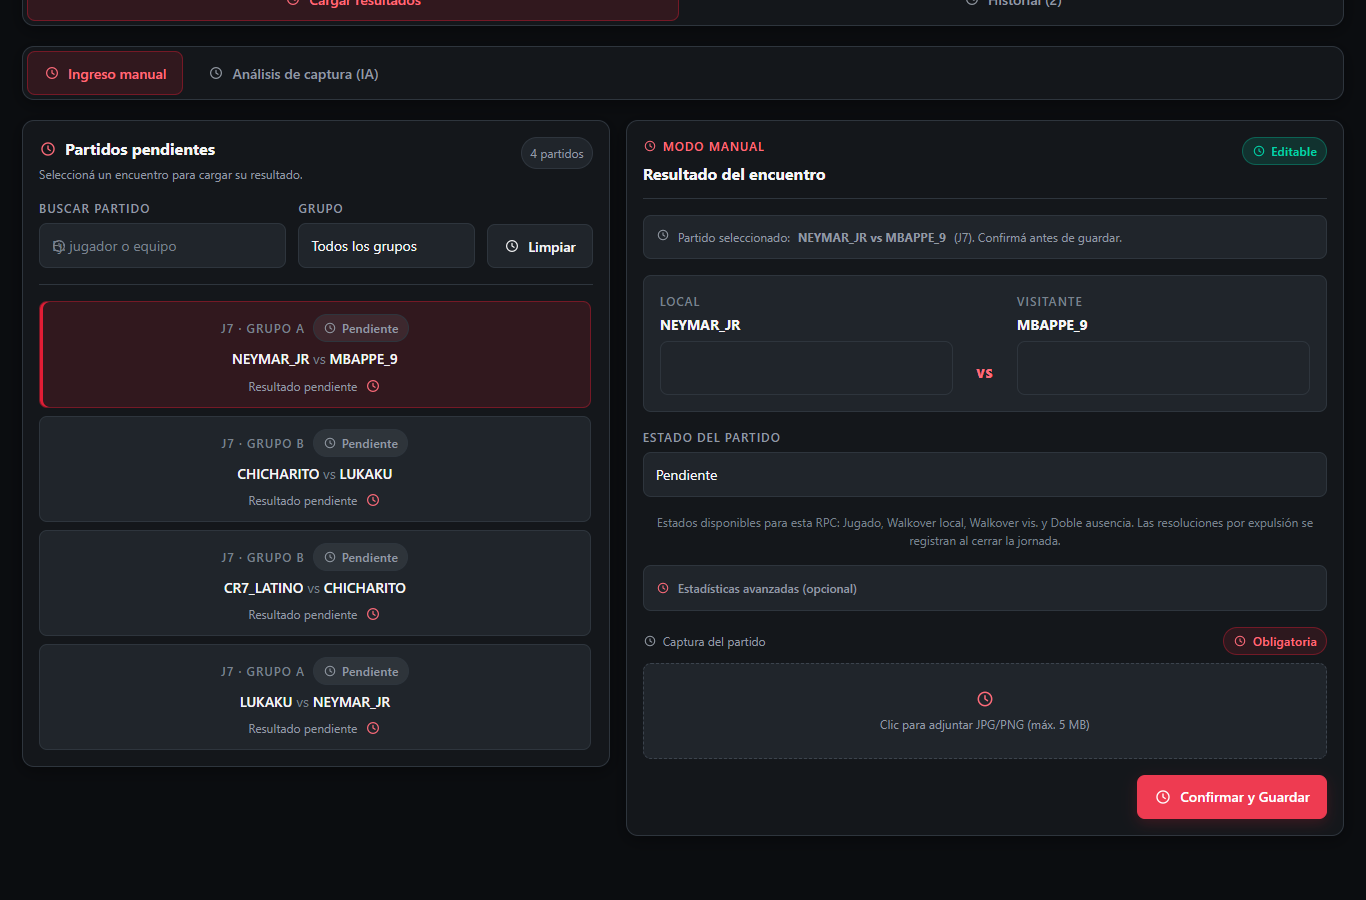 Cargar resultados
Historial (2)
Ingreso manual
Análisis de captura (IA)
Partidos pendientes
4 partidos
Seleccioná un encuentro para cargar su resultado.
BUSCAR PARTIDO
GRUPO
jugador o equipo
Todos los grupos
Limpiar
J7 · GRUPO A
Pendiente
NEYMAR_JR vs MBAPPE_9
Resultado pendiente
J7 · GRUPO B
Pendiente
CHICHARITO vs LUKAKU
Resultado pendiente
J7 · GRUPO B
Pendiente
CR7_LATINO vs CHICHARITO
Resultado pendiente
J7 · GRUPO A
Pendiente
LUKAKU vs NEYMAR_JR
Resultado pendiente
MODO MANUAL
Editable
Resultado del encuentro
Partido seleccionado: NEYMAR_JR vs MBAPPE_9 (J7). Confirmá antes de guardar.
LOCAL
NEYMAR_JR
VISITANTE
MBAPPE_9
VS
ESTADO DEL PARTIDO
Pendiente
Estados disponibles para esta RPC: Jugado, Walkover local, Walkover vis. y Doble ausencia. Las resoluciones por expulsión se
registran al cerrar la jornada.
Estadísticas avanzadas (opcional)
Captura del partido
Obligatoria
Clic para adjuntar JPG/PNG (máx. 5 MB)
Confirmar y Guardar